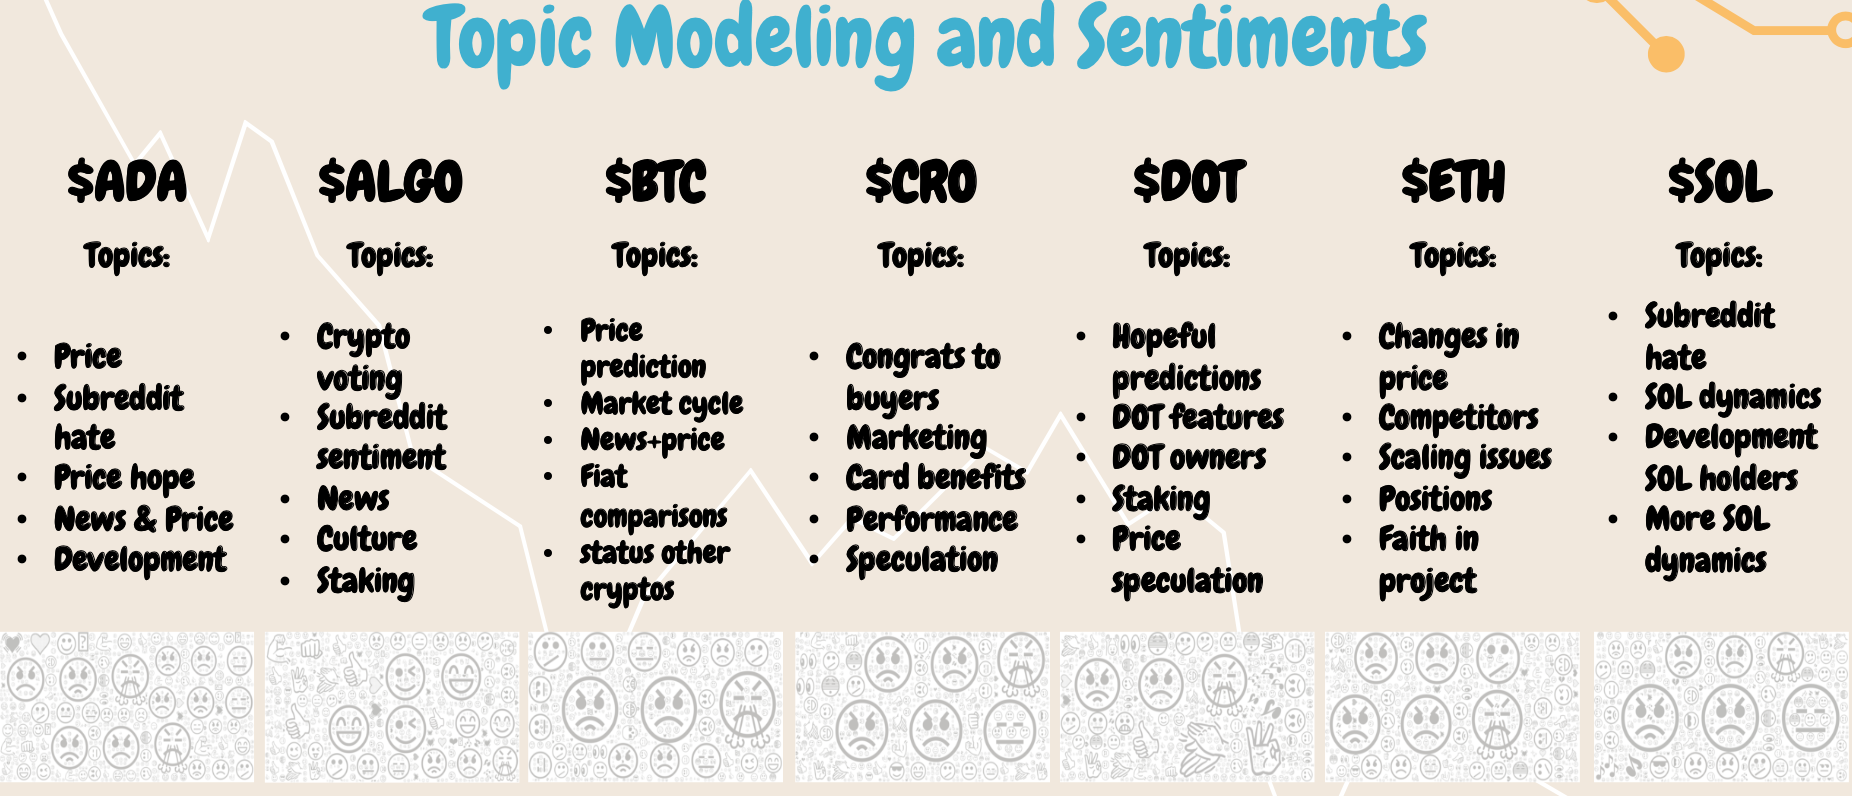 Topic Modeling and Sentiments
$ADA
Topics:
• Price
• Subreddit
hate
• Price hope
• News & Price
• Development
$ALGO
Topics:
• Crypto
voting
• Subreddit
sentiment
• News
• Culture
• Staking
$BTC
Topics:
• Price
prediction
• Market cycle
• News+price
• Fiat
comparisons
• status other
cryptos
$CRO
Topics:
• Congrats to
buyers
• Marketing
• Card benefits
• Performance
• Speculation
$DOT
Topics:
• Hopeful
predictions
• DOT features
• DOT owners
• Staking
• Price
speculation
$ETH
Topics:
• Changes in
price
• Competitors
• Scaling issues
• Positions
• Faith in
project
$SOL
Topics:
• Subreddit
hate
• SOL dynamics
• Development
SOL holders
• More SOL
dynamics